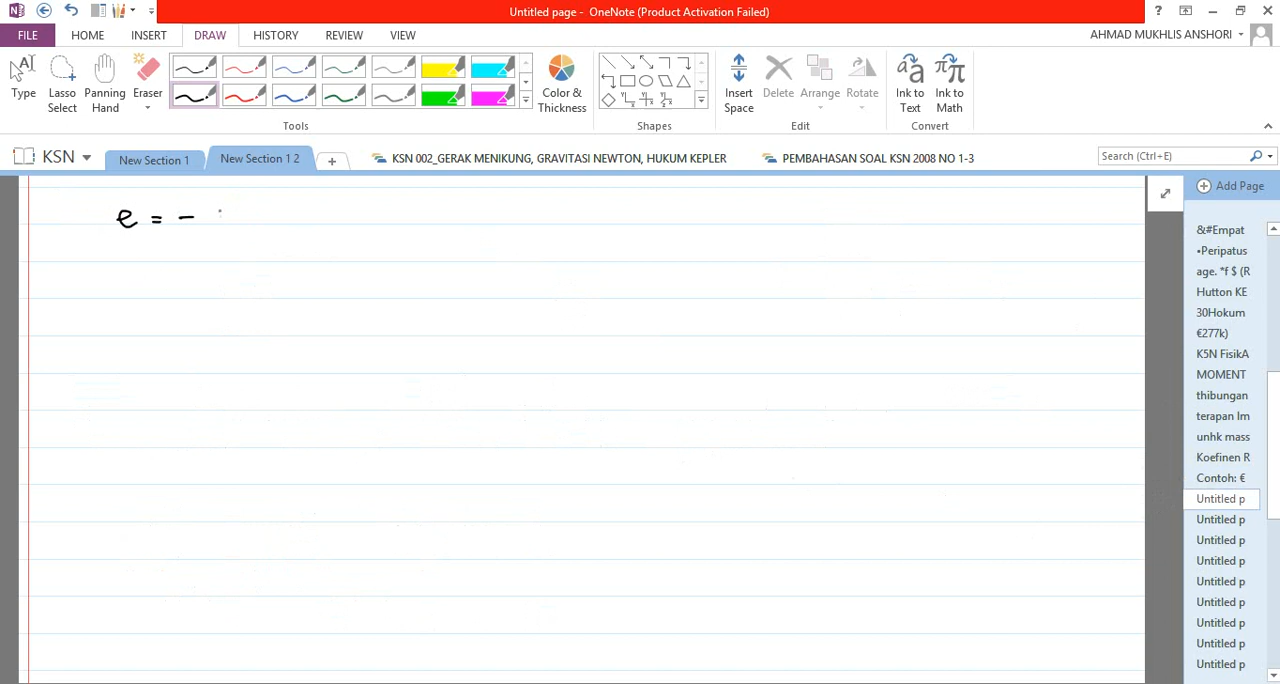 Untitled page - OneNote (Product Activation Failed)
?
FILE HOME INSERT DRAW HISTORY REVIEW VIEW
AHMAD MUKHLIS ANSHORI
Type
Lasso Select
Panning Hand
Eraser
Color & Thickness
Insert Space
Delete
Arrange
Rotate
Ink to Text
Ink to Math
Tools
Shapes
Edit
Convert
KSN
New Section 1
New Section 1 2
KSN 002_GERAK MENIKUNG, GRAVITASI NEWTON, HUKUM KEPLER
PEMBAHASAN SOAL KSN 2008 NO 1-3
Search (Ctrl+E)
Add Page
e = -
&#Empat
•Peripatus
age. *f $ (R
Hutton KE
30Hokum
€277k)
K5N FisikA
MOMENT
thibungan
terapan Im
unhk mass
Koefinen R
Contoh: €
Untitled p
Untitled p
Untitled p
Untitled p
Untitled p
Untitled p
Untitled p
Untitled p
Untitled p